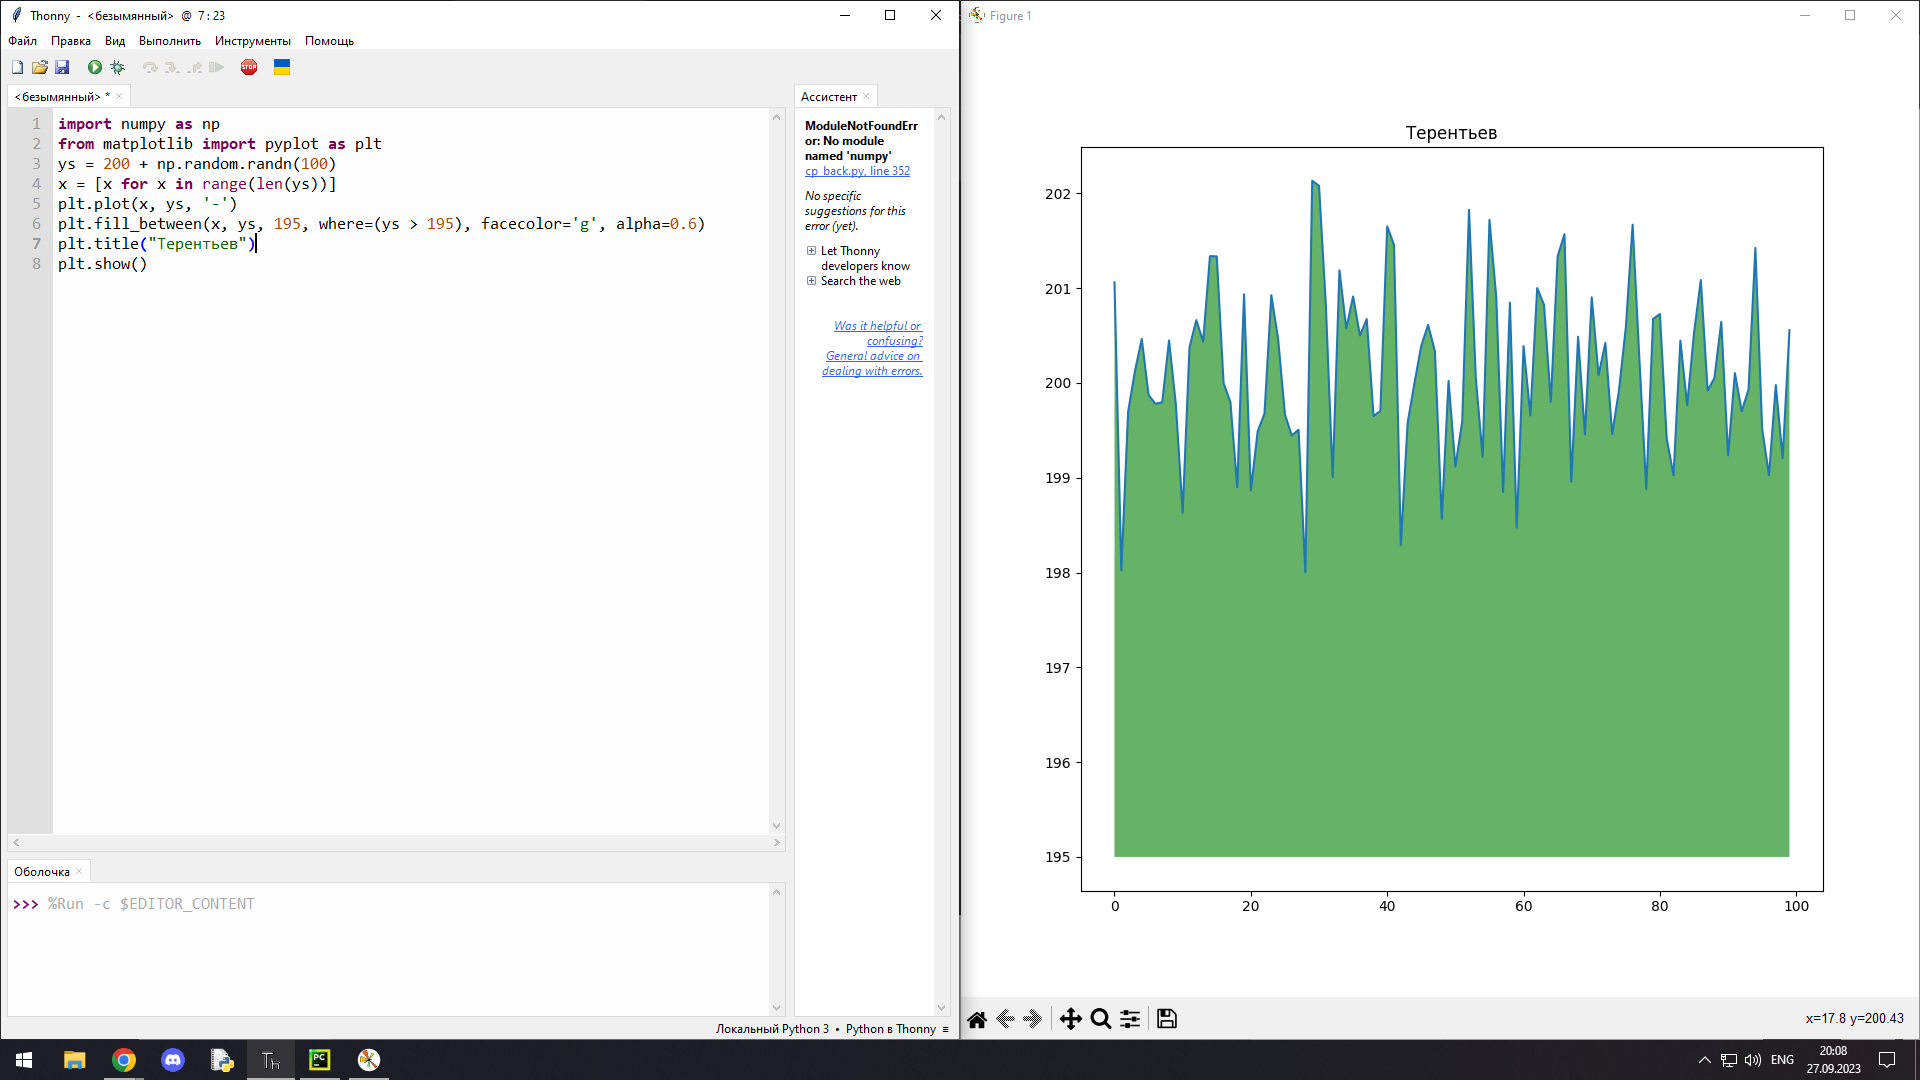 Thonny - <безымянный> @ 7:23
Файл Правка Вид Выполнить Инструменты Помощь
STOP
<безымянный> *
1 import numpy as np
2 from matplotlib import pyplot as plt
3 ys = 200 + np.random.randn(100)
4 x = [x for x in range(len(ys))]
5 plt.plot(x, ys, '-')
6 plt.fill_between(x, ys, 195, where=(ys > 195), facecolor='g', alpha=0.6)
7 plt.title("Терентьев")
8 plt.show()
Оболочка
>>> %Run -c $EDITOR_CONTENT
Ассистент
ModuleNotFoundErr
or: No module
named 'numpy'
cp_back.py, line 352
No specific
suggestions for this
error (yet).
Let Thonny
developers know
Search the web
Was it helpful or
confusing?
General advice on
dealing with errors.
Локальный Python 3 • Python в Thonny ≡
Figure 1
Терентьев
202
201
200
199
198
197
196
195
0 20 40 60 80 100
x=17.8 y=200.43
Th
PC
ENG
20:08
27.09.2023